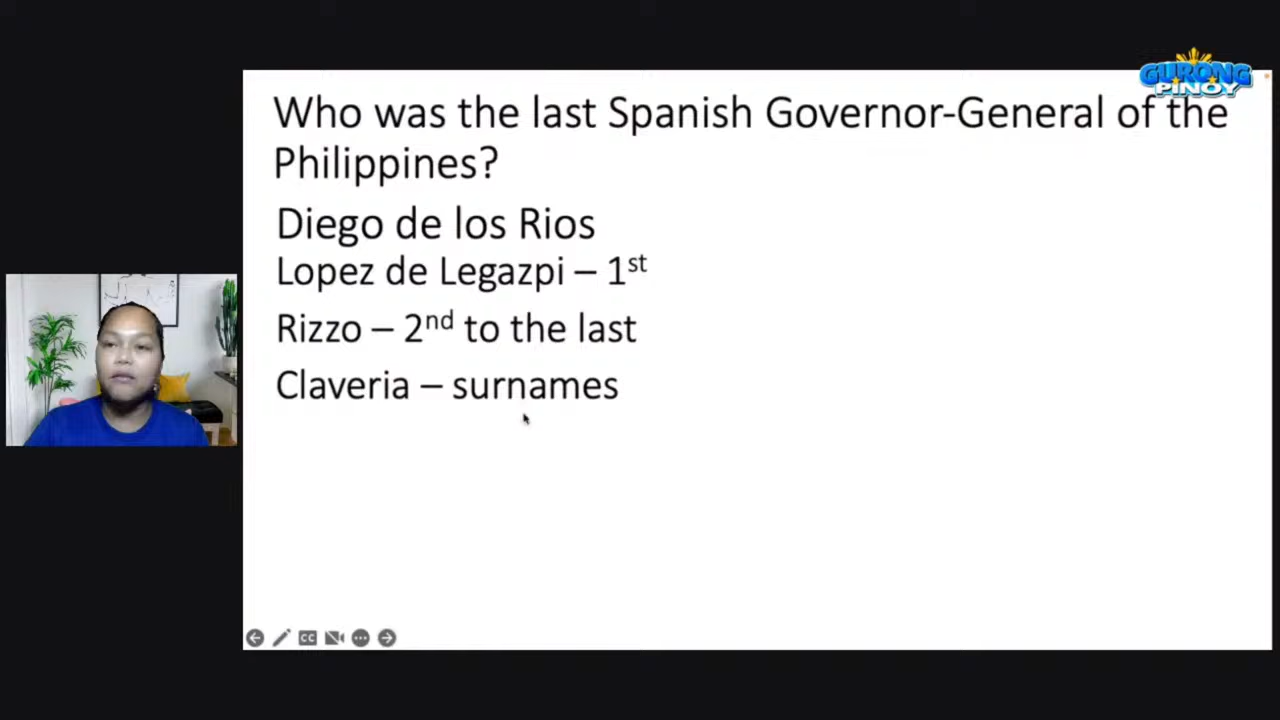 GURONG
PINOY
Who was the last Spanish Governor-General of the
Philippines?
Diego de los Rios
Lopez de Legazpi – 1st
Rizzo – 2nd to the last
Claveria – surnames
CC